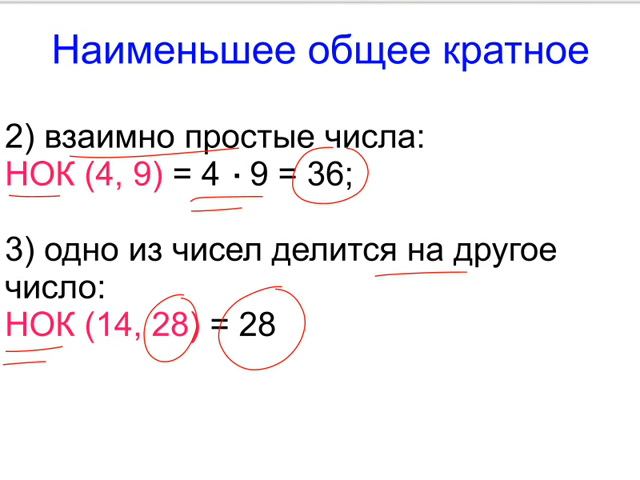 Наименьшее общее кратное
2) взаимно простые числа:
НОК (4, 9) = 4 · 9 = 36;
3) одно из чисел делится на другое
число:
НОК (14, 28) = 28